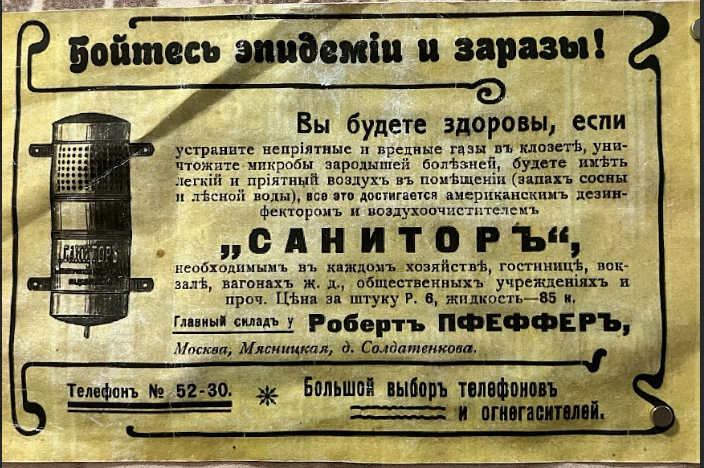 Бойтесь эпидеміи и заразы!
Вы будете здоровы, если
устраните непріятные и вредные газы въ клозетѣ, уни-
чтожите микробы зародышей болѣзней, будете имѣть
легкій и пріятный воздухъ въ помѣщеніи (запахъ сосны
и лѣсной воды), все это достигается американскимъ дезин-
фекторомъ и воздухоочистителемъ
„САНИТОРЪ“,
необходимымъ въ каждомъ хозяйствѣ, гостиницѣ, вок-
залѣ, вагонахъ ж. д., общественныхъ учрежденіяхъ и
проч. Цѣна за штуку Р. 6, жидкость—85 к.
Главный складъ у Робертъ ПФЕФФЕРЪ,
Москва, Мясницкая, д. Солдатенкова.
Телефонъ № 52-30. Большой выборъ телефоновъ
и огнегасителей.
САНИТОРЪ